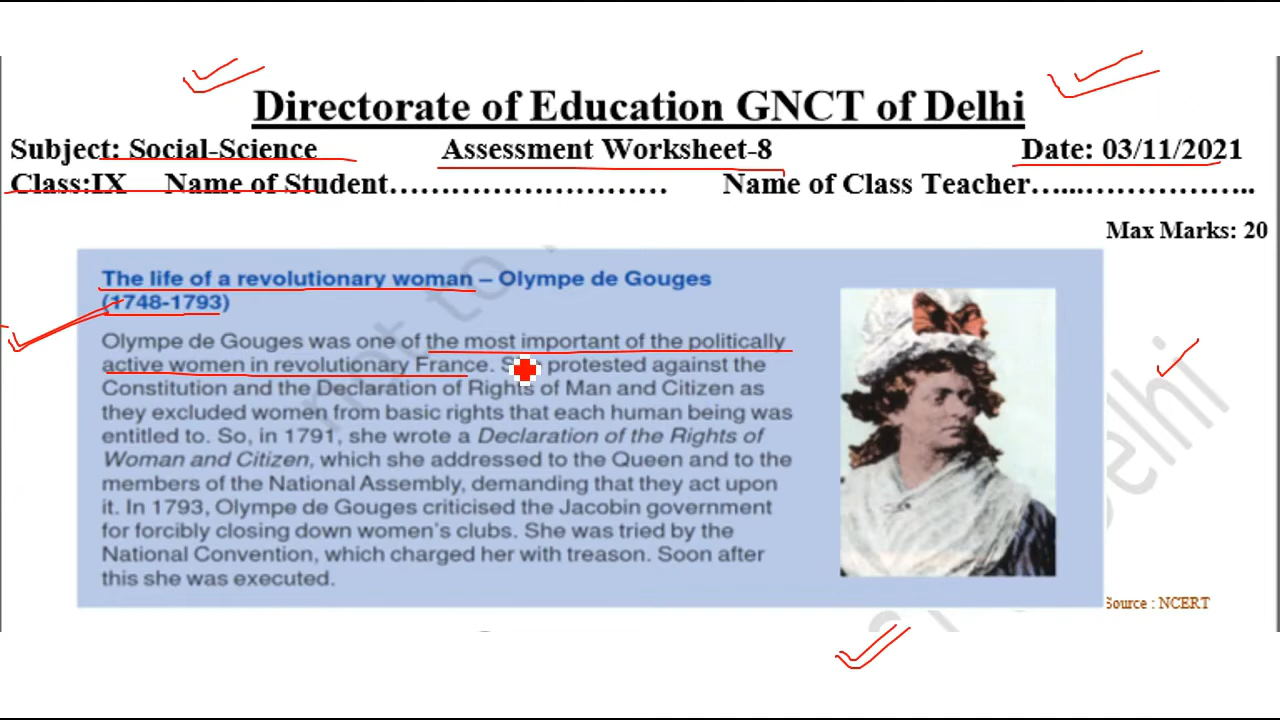 Directorate of Education GNCT of Delhi
Subject: Social-Science Assessment Worksheet-8 Date: 03/11/2021
Class:IX Name of Student………………………… Name of Class Teacher…...……………..
Max Marks: 20
The life of a revolutionary woman – Olympe de Gouges
(1748-1793)
Olympe de Gouges was one of the most important of the politically
active women in revolutionary France. protested against the
Constitution and the Declaration of Rights of Man and Citizen as
they excluded women from basic rights that each human being was
entitled to. So, in 1791, she wrote a Declaration of the Rights of
Woman and Citizen, which she addressed to the Queen and to the
members of the National Assembly, demanding that they act upon
it. In 1793, Olympe de Gouges criticised the Jacobin government
for forcibly closing down women's clubs. She was tried by the
National Convention, which charged her with treason. Soon after
this she was executed.
Source : NCERT